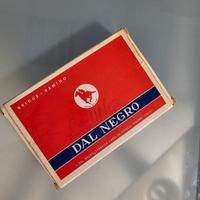 BRIDGE - RAMINO
DAL NEGRO